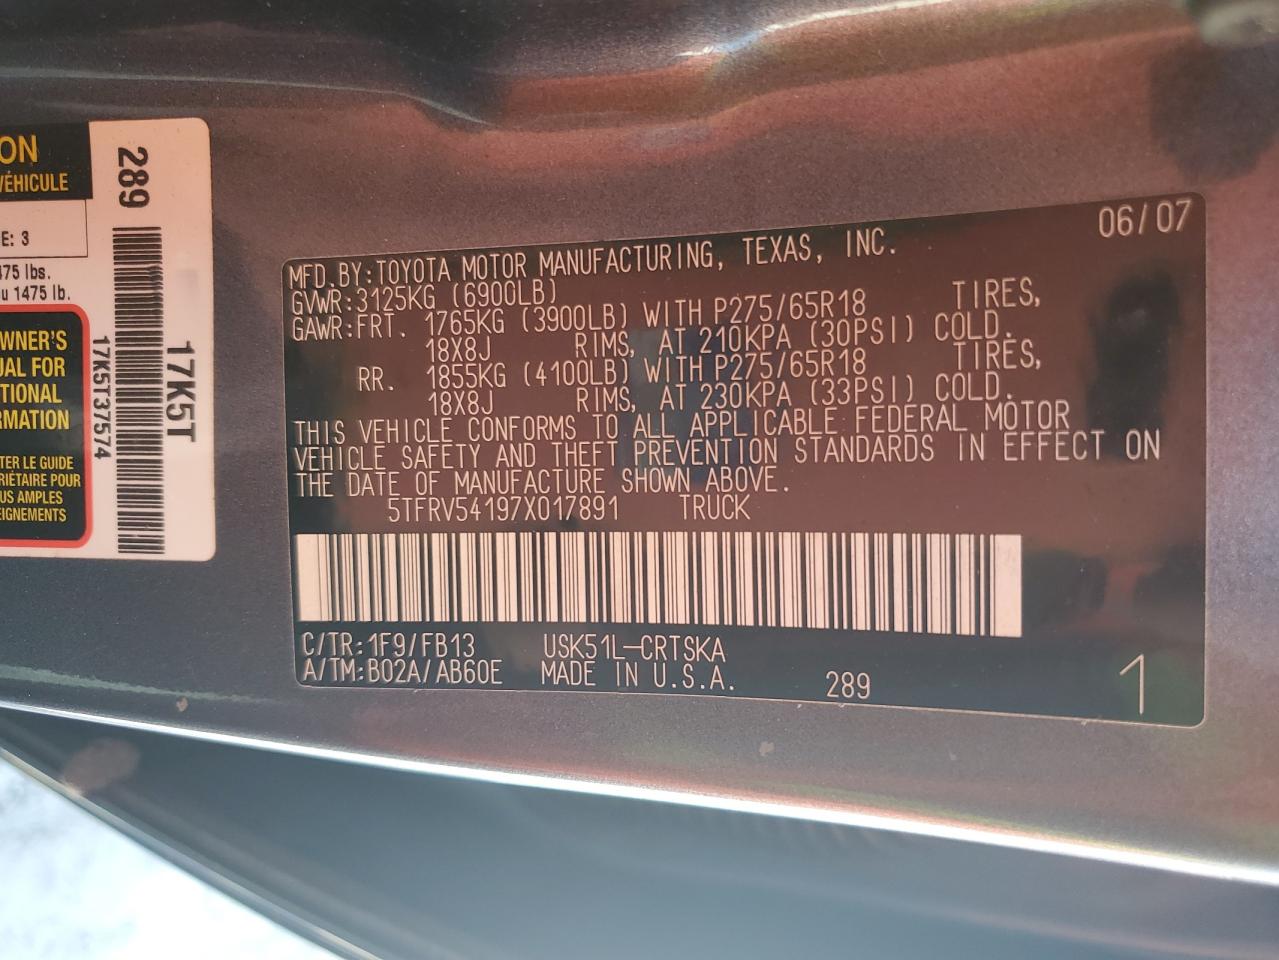 ON
VÉHICULE
E: 3
475 lbs.
u 1475 lb.
WNER'S
UAL FOR
TIONAL
RMATION
TER LE GUIDE
RIÉTAIRE POUR
US AMPLES
EIGNEMENTS
289
17K5T37574
17K5T
06/07
MFD.BY:TOYOTA MOTOR MANUFACTURING, TEXAS, INC.
GVWR:3125KG (6900LB)
GAWR:FRT. 1765KG (3900LB) WITH P275/65R18 TIRES,
18X8J RIMS, AT 210KPA (30PSI) COLD.
RR. 1855KG (4100LB) WITH P275/65R18 TIRES,
18X8J RIMS, AT 230KPA (33PSI) COLD.
THIS VEHICLE CONFORMS TO ALL APPLICABLE FEDERAL MOTOR
VEHICLE SAFETY AND THEFT PREVENTION STANDARDS IN EFFECT ON
THE DATE OF MANUFACTURE SHOWN ABOVE.
5TFRV54197X017891 TRUCK
C/TR:1F9/FB13 USK51L-CRTSKA
A/TM:B02A/AB60E MADE IN U.S.A. 289 1